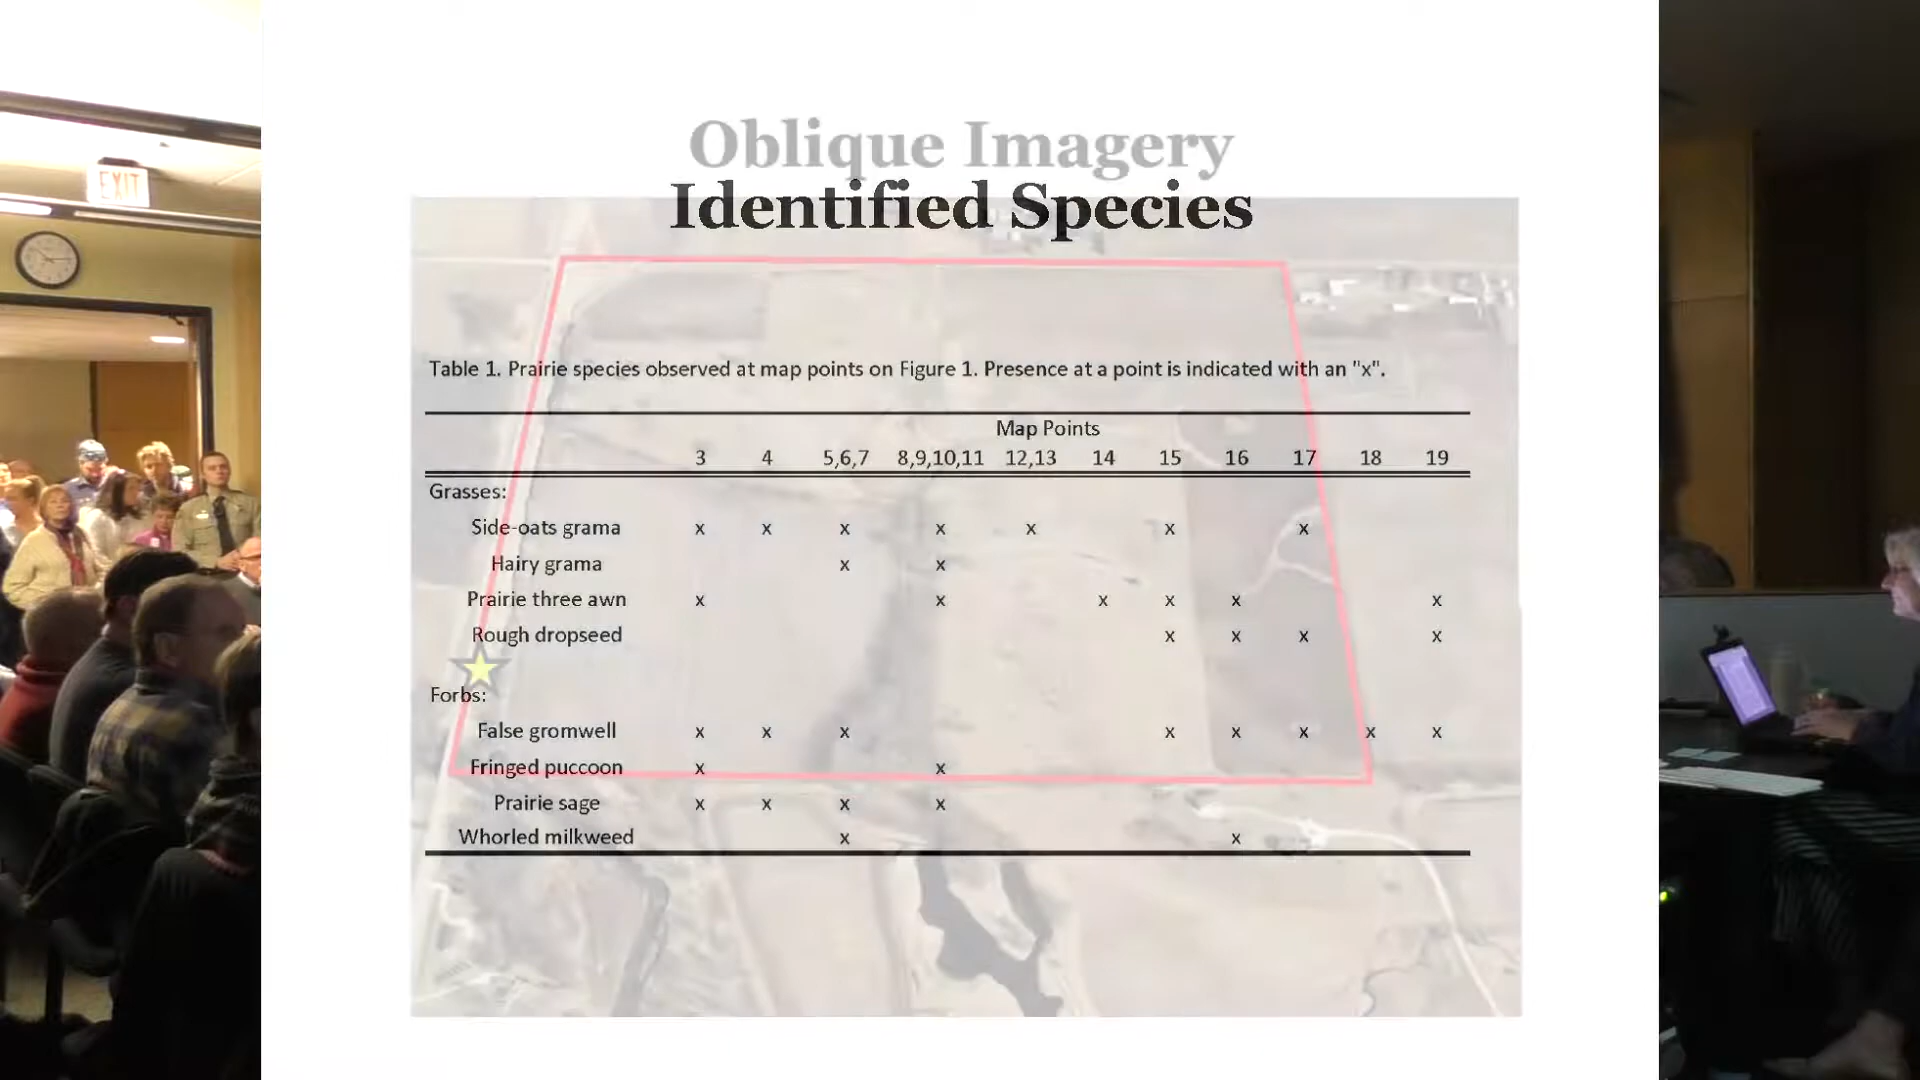 EXIT
Oblique Imagery
Identified Species
Table 1. Prairie species observed at map points on Figure 1. Presence at a point is indicated with an "x".
Map Points
3 4 5,6,7 8,9,10,11 12,13 14 15 16 17 18 19
Grasses:
Side-oats grama x x x x x x x
Hairy grama x x
Prairie three awn x x x x x x
Rough dropseed x x x x
Forbs:
False gromwell x x x x x x x x
Fringed puccoon x x
Prairie sage x x x x
Whorled milkweed x x